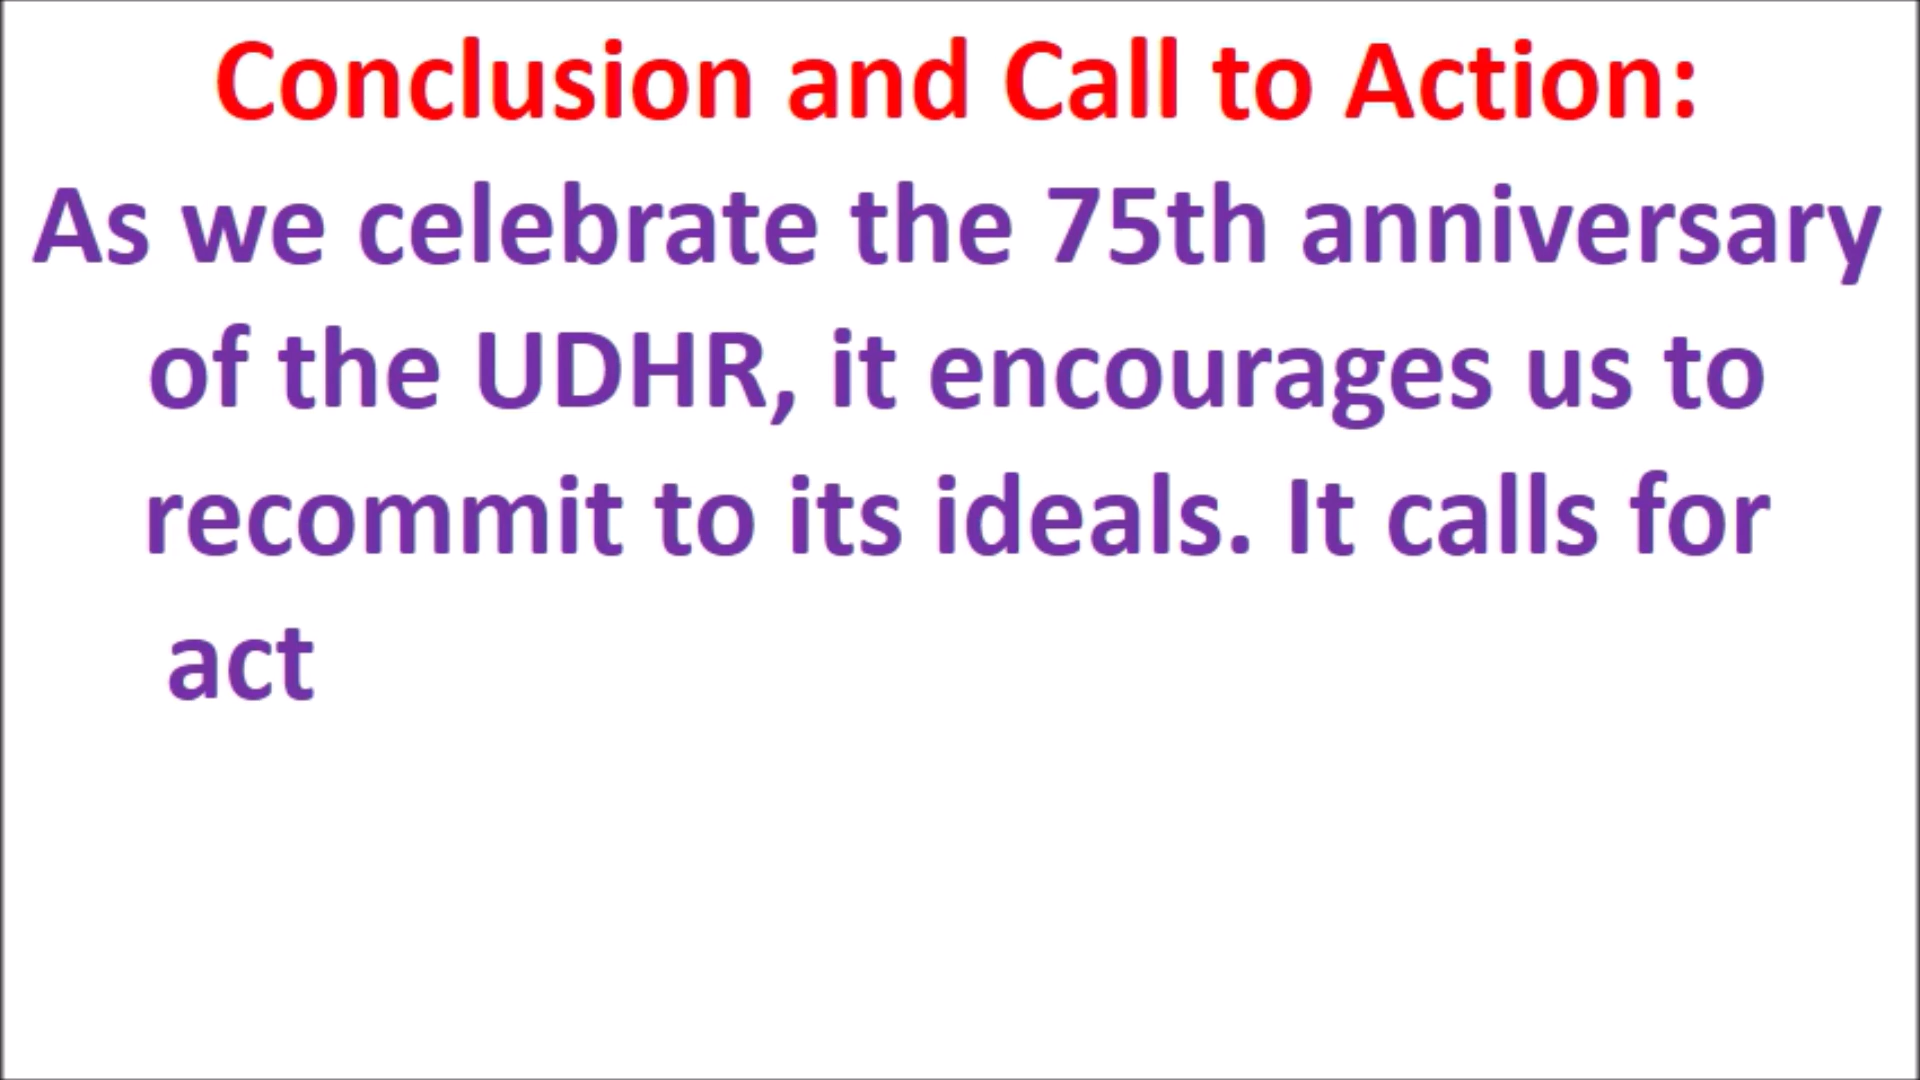 Conclusion and Call to Action:
As we celebrate the 75th anniversary
of the UDHR, it encourages us to
recommit to its ideals. It calls for
act